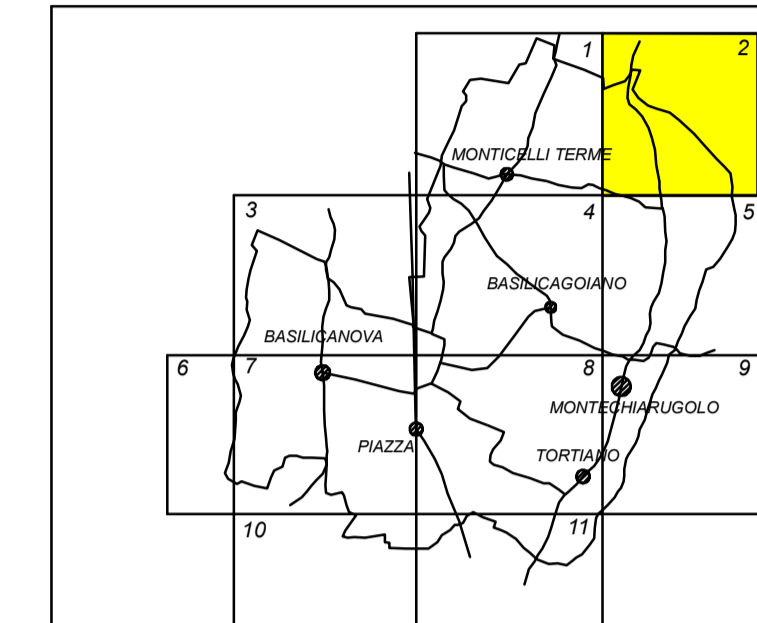 1
2
MONTICELLI TERME
3
4
5
BASILICAGOIANO
BASILICANOVA
6
7
8
9
MONTECHIARUGOLO
PIAZZA
TORTIANO
10
11